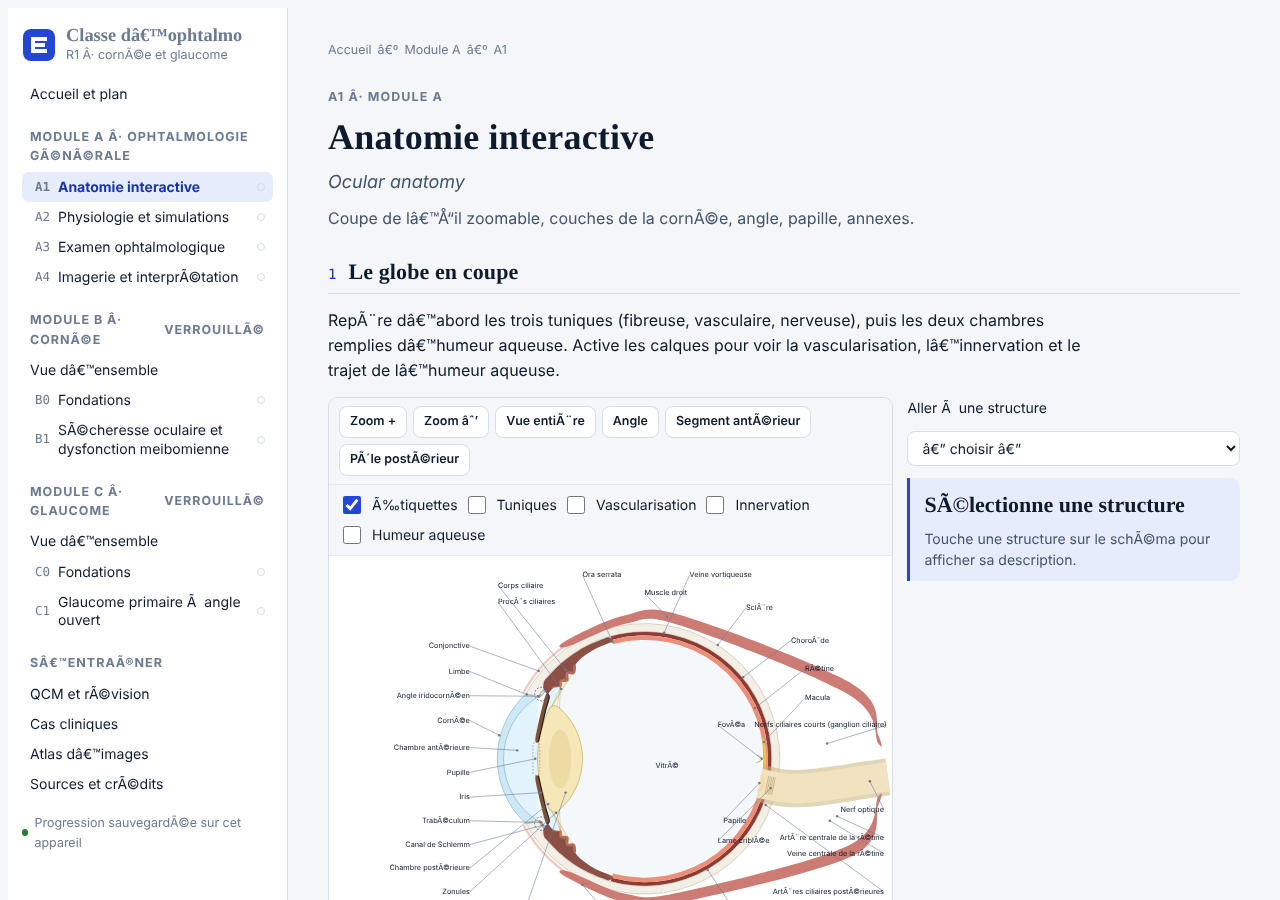 Classe dâ€™ophtalmo
R1 Â· cornÃ©e et glaucome
Accueil et plan
MODULE A Â· OPHTALMOLOGIE
GÃ©NÃ©RALE
A1 Anatomie interactive
A2 Physiologie et simulations
A3 Examen ophtalmologique
A4 Imagerie et interprÃ©tation
MODULE B Â·
CORNÃ©E
VERROUILLÃ©
Vue dâ€™ensemble
B0 Fondations
B1 SÃ©cheresse oculaire et
dysfonction meibomienne
MODULE C Â·
GLAUCOME
VERROUILLÃ©
Vue dâ€™ensemble
C0 Fondations
C1 Glaucome primaire Ã  angle
ouvert
SÂ€™ENTRAÃ®NER
QCM et rÃ©vision
Cas cliniques
Atlas dâ€™images
Sources et crÃ©dits
Progression sauvegardÃ©e sur cet
appareil
Accueil â€º Module A â€º A1
A1 Â· MODULE A
Anatomie interactive
Ocular anatomy
Coupe de lâ€™Å“il zoomable, couches de la cornÃ©e, angle, papille, annexes.
1 Le globe en coupe
RepÃ¨re dâ€™abord les trois tuniques (fibreuse, vasculaire, nerveuse), puis les deux chambres
remplies dâ€™humeur aqueuse. Active les calques pour voir la vascularisation, lâ€™innervation et le
trajet de lâ€™humeur aqueuse.
Zoom + Zoom âˆ’ Vue entiÃ¨re Angle Segment antÃ©rieur
PÃ´le postÃ©rieur
Ã‰tiquettes Tuniques Vascularisation Innervation
Humeur aqueuse
Aller Ã  une structure
â€” choisir â€”
SÃ©lectionne une structure
Touche une structure sur le schÃ©ma pour
afficher sa description.
Ora serrata
Veine vortiqueuse
Corps ciliaire
Muscle droit
ProcÃ¨s ciliaires
SclÃ¨re
Conjonctive
ChoroÃ¯de
Limbe
RÃ©tine
Angle iridocornÃ©en
Macula
CornÃ©e
FovÃ©a
Nerfs ciliaires courts (ganglion ciliaire)
Chambre antÃ©rieure
VitrÃ©
Pupille
Iris
Nerf optique
TrabÃ©culum
Papille
Canal de Schlemm
Lame criblÃ©e
ArtÃ¨re centrale de la rÃ©tine
Veine centrale de la rÃ©tine
Chambre postÃ©rieure
Zonules
ArtÃ¨res ciliaires postÃ©rieures